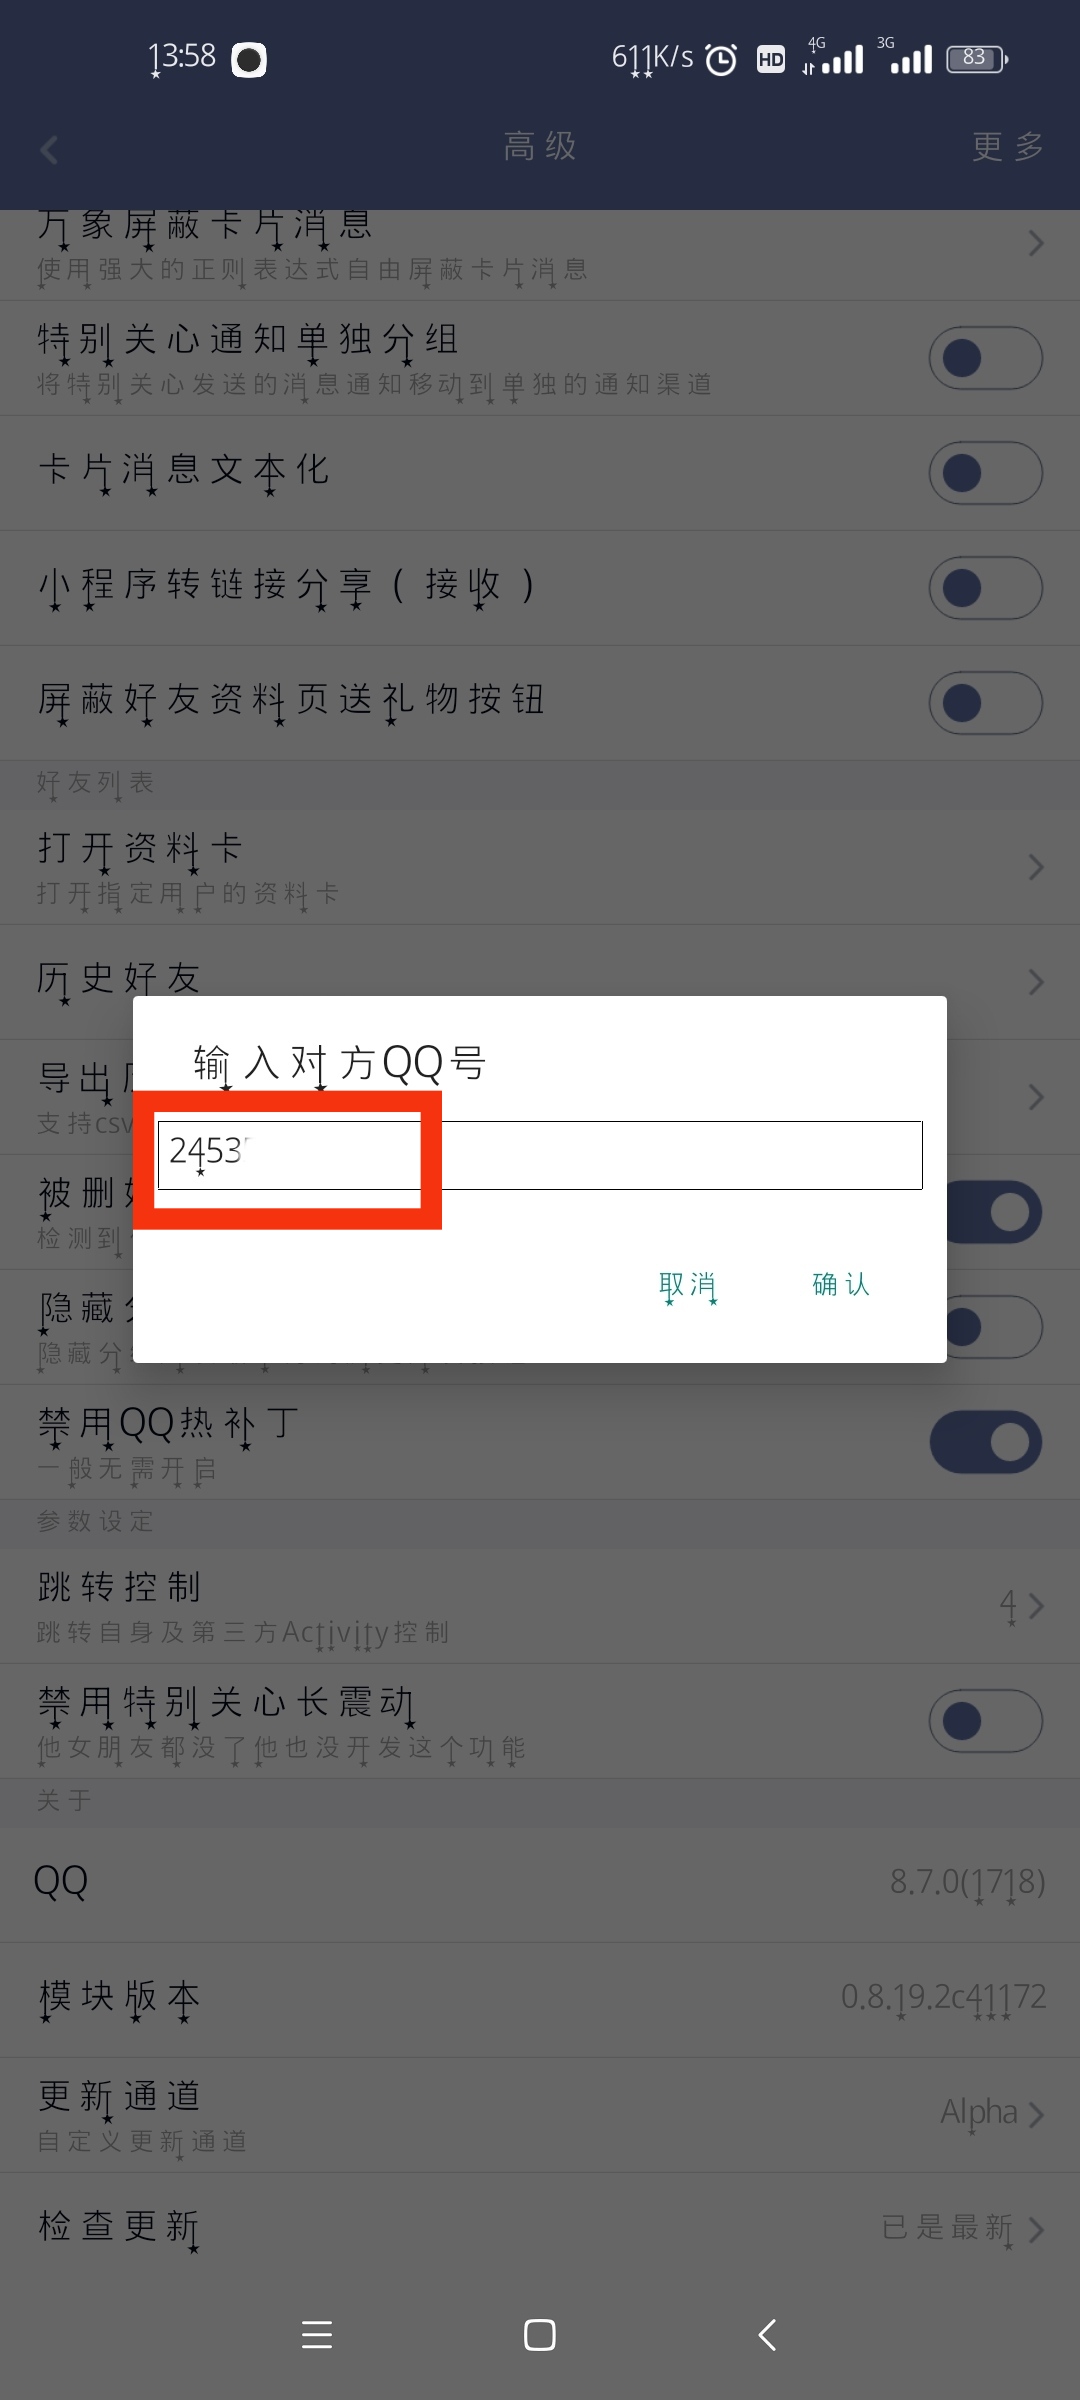 13:58 611K/s HD 4G 3G 83
高级 更多
万象屏蔽卡片消息
使用强大的正则表达式自由屏蔽卡片消息
特别关心通知单独分组
将特别关心发送的消息通知移动到单独的通知渠道
卡片消息文本化
小程序转链接分享(接收)
屏蔽好友资料页送礼物按钮
好友列表
打开资料卡
打开指定用户的资料卡
历史好友
输入对方QQ号
导出
支持csv
2453
被删
检测到
取消 确认
隐藏分
隐藏分
禁用QQ热补丁
一般无需开启
参数设定
跳转控制
跳转自身及第三方Activity控制
4
禁用特别关心长震动
他女朋友都没了他也没开发这个功能
关于
QQ 8.7.0(1718)
模块版本 0.8.19.2c41172
更新通道
自定义更新通道
Alpha
检查更新 已是最新